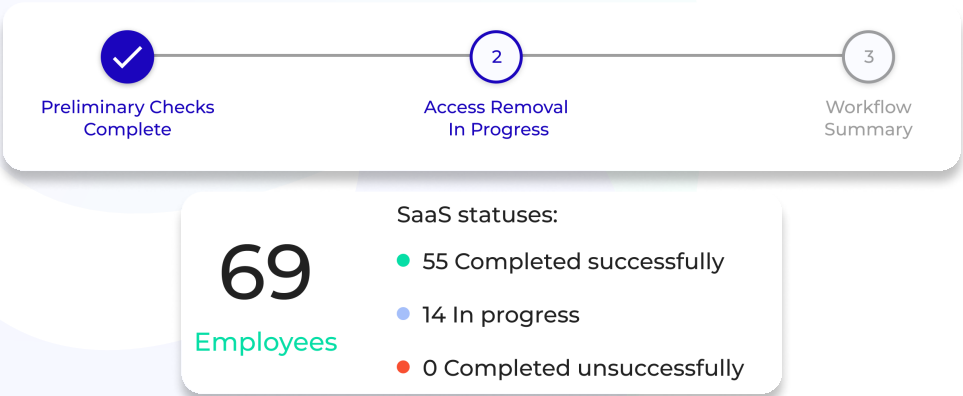 2
3
Preliminary Checks
Complete
Access Removal
In Progress
Workflow
Summary
69
Employees
SaaS statuses:
55 Completed successfully
14 In progress
0 Completed unsuccessfully